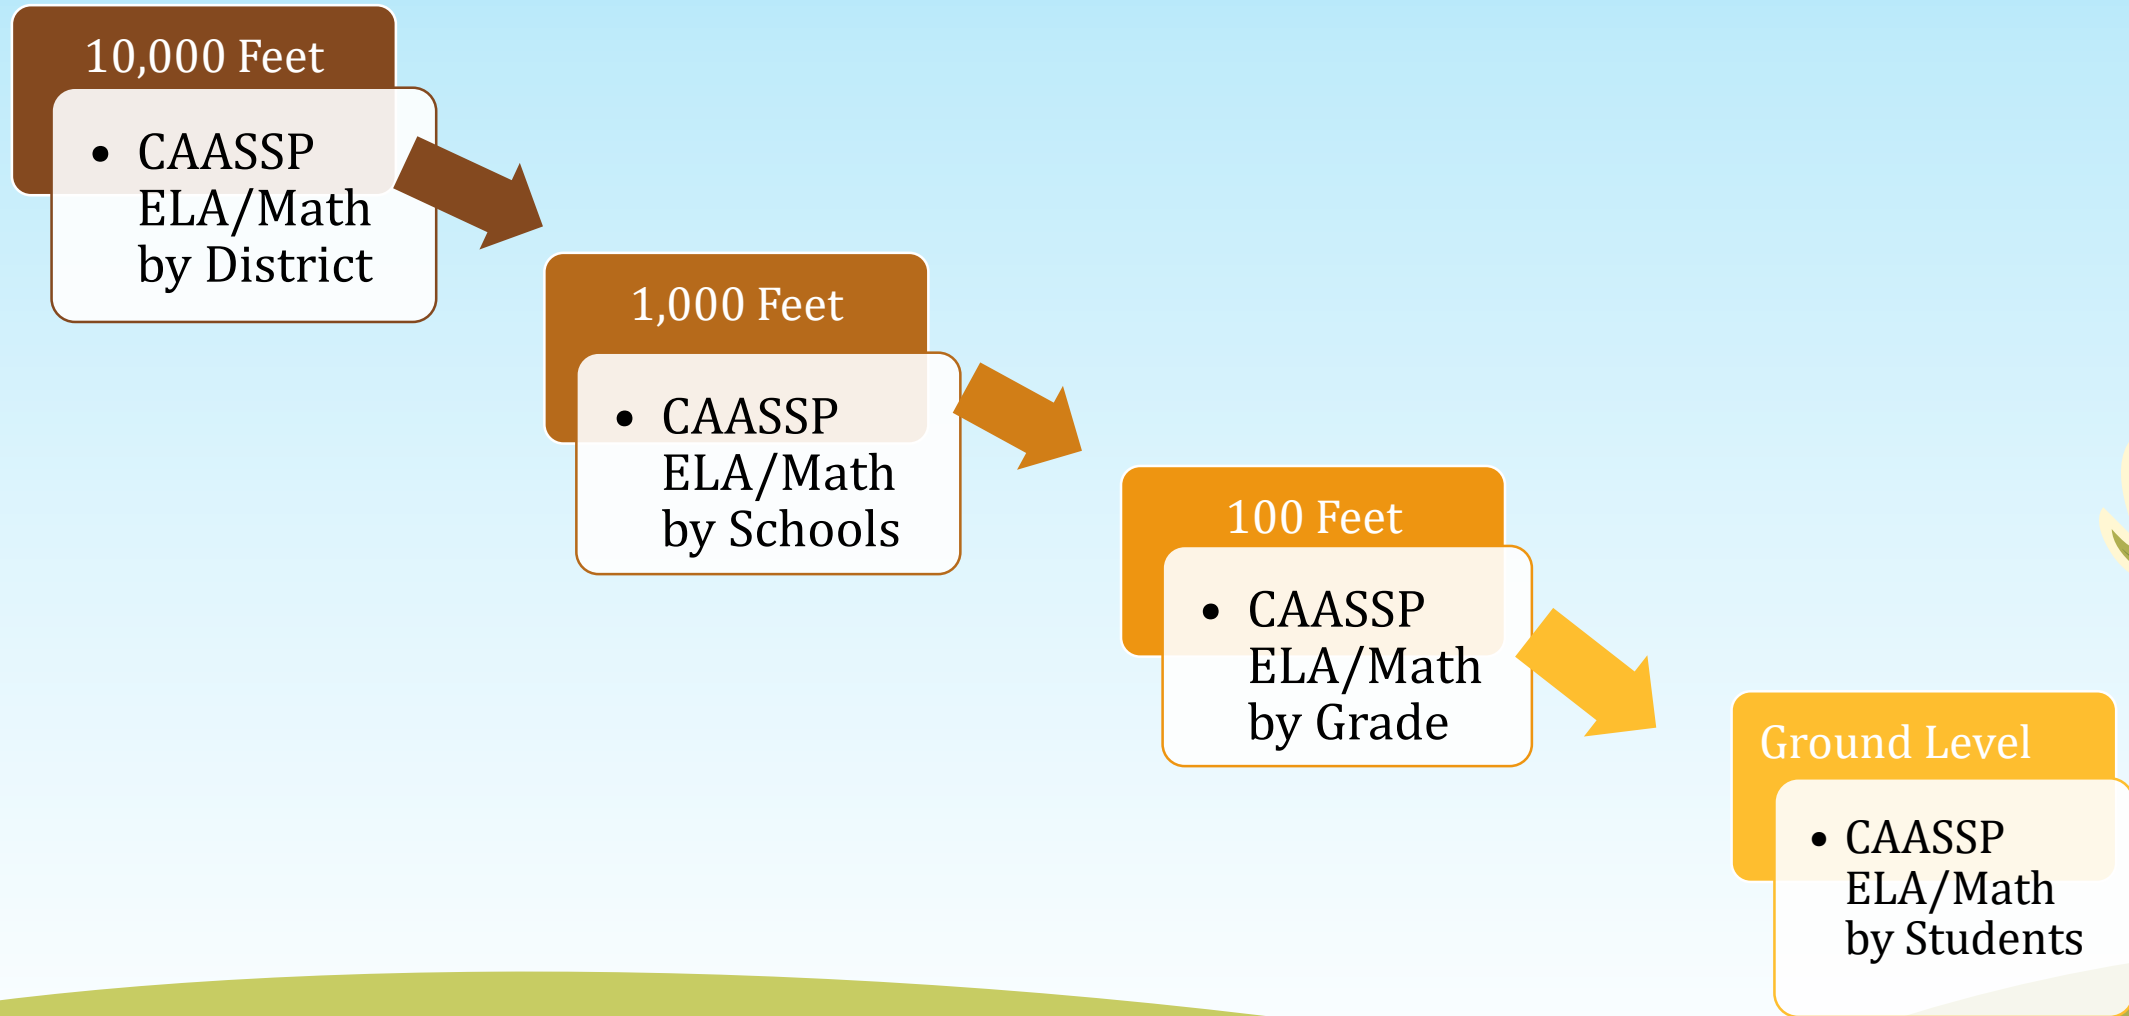 10,000 Feet
• CAASSP
ELA/Math
by District
1,000 Feet
• CAASSP
ELA/Math
by Schools
100 Feet
• CAASSP
ELA/Math
by Grade
Ground Level
• CAASSP
ELA/Math
by Students